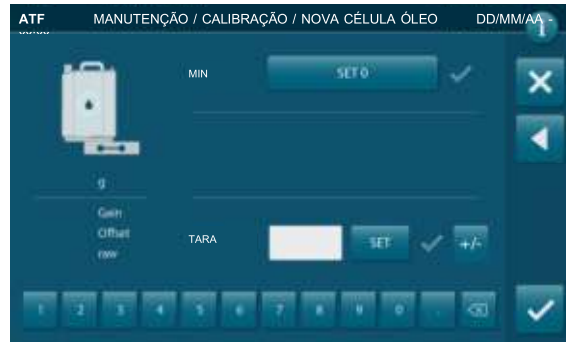 ATF MANUTENÇÃO / CALIBRAÇÃO / NOVA CÉLULA ÓLEO DD/MM/AA -
i
MIN SET 0
g
Gain
Offset
raw
TARA SET +/-
1 2 3 4 5 6 7 8 9 0 .